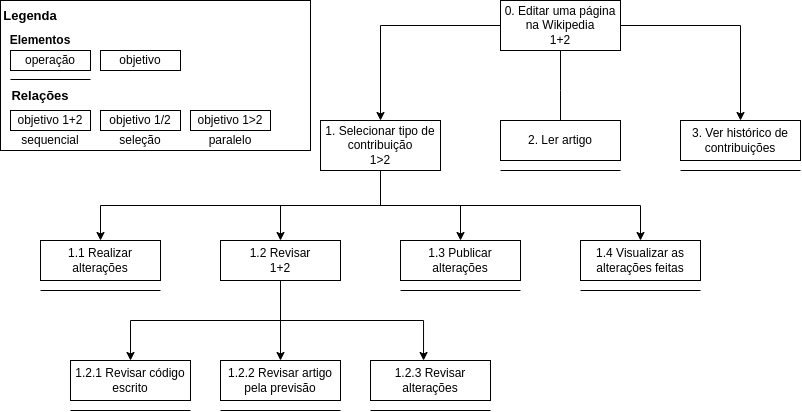 Legenda
Elementos
operação
objetivo
Relações
objetivo 1+2
objetivo 1/2
objetivo 1>2
sequencial
seleção
paralelo
0. Editar uma página
na Wikipedia
1+2
1. Selecionar tipo de
contribuição
1>2
2. Ler artigo
3. Ver histórico de
contribuições
1.1 Realizar
alterações
1.2 Revisar
1+2
1.3 Publicar
alterações
1.4 Visualizar as
alterações feitas
1.2.1 Revisar código
escrito
1.2.2 Revisar artigo
pela previsão
1.2.3 Revisar
alterações